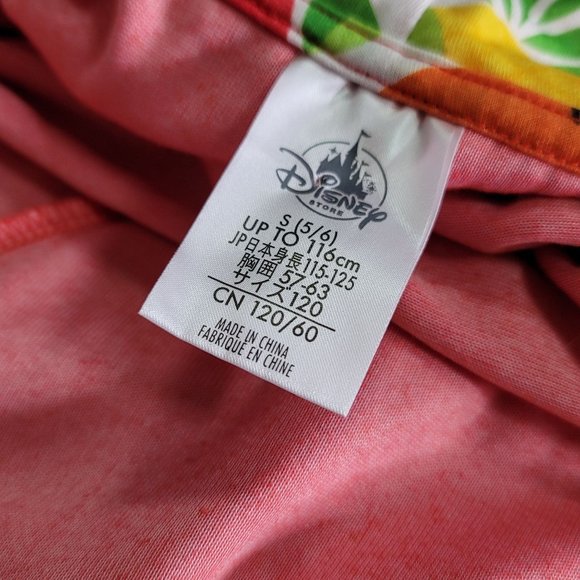 Disney
STORE
S (5/6)
UP TO 116cm
JP日本身長115-125
胸囲 57-63
サイズ120
CN 120/60
MADE IN CHINA
FABRIQUÉ EN CHINE